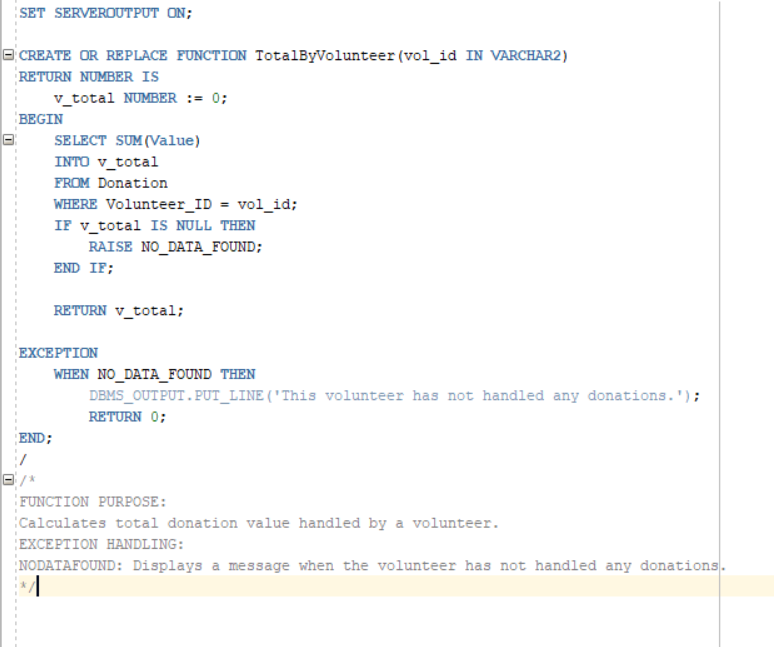 SET SERVEROUTPUT ON;
CREATE OR REPLACE FUNCTION TotalByVolunteer(vol_id IN VARCHAR2)
RETURN NUMBER IS
    v_total NUMBER := 0;
BEGIN
    SELECT SUM(Value)
    INTO v_total
    FROM Donation
    WHERE Volunteer_ID = vol_id;
    IF v_total IS NULL THEN
        RAISE NO_DATA_FOUND;
    END IF;
    RETURN v_total;
EXCEPTION
    WHEN NO_DATA_FOUND THEN
        DBMS_OUTPUT.PUT_LINE('This volunteer has not handled any donations.');
        RETURN 0;
END;
/
/*
FUNCTION PURPOSE:
Calculates total donation value handled by a volunteer.
EXCEPTION HANDLING:
NODATAFOUND: Displays a message when the volunteer has not handled any donations.
*/